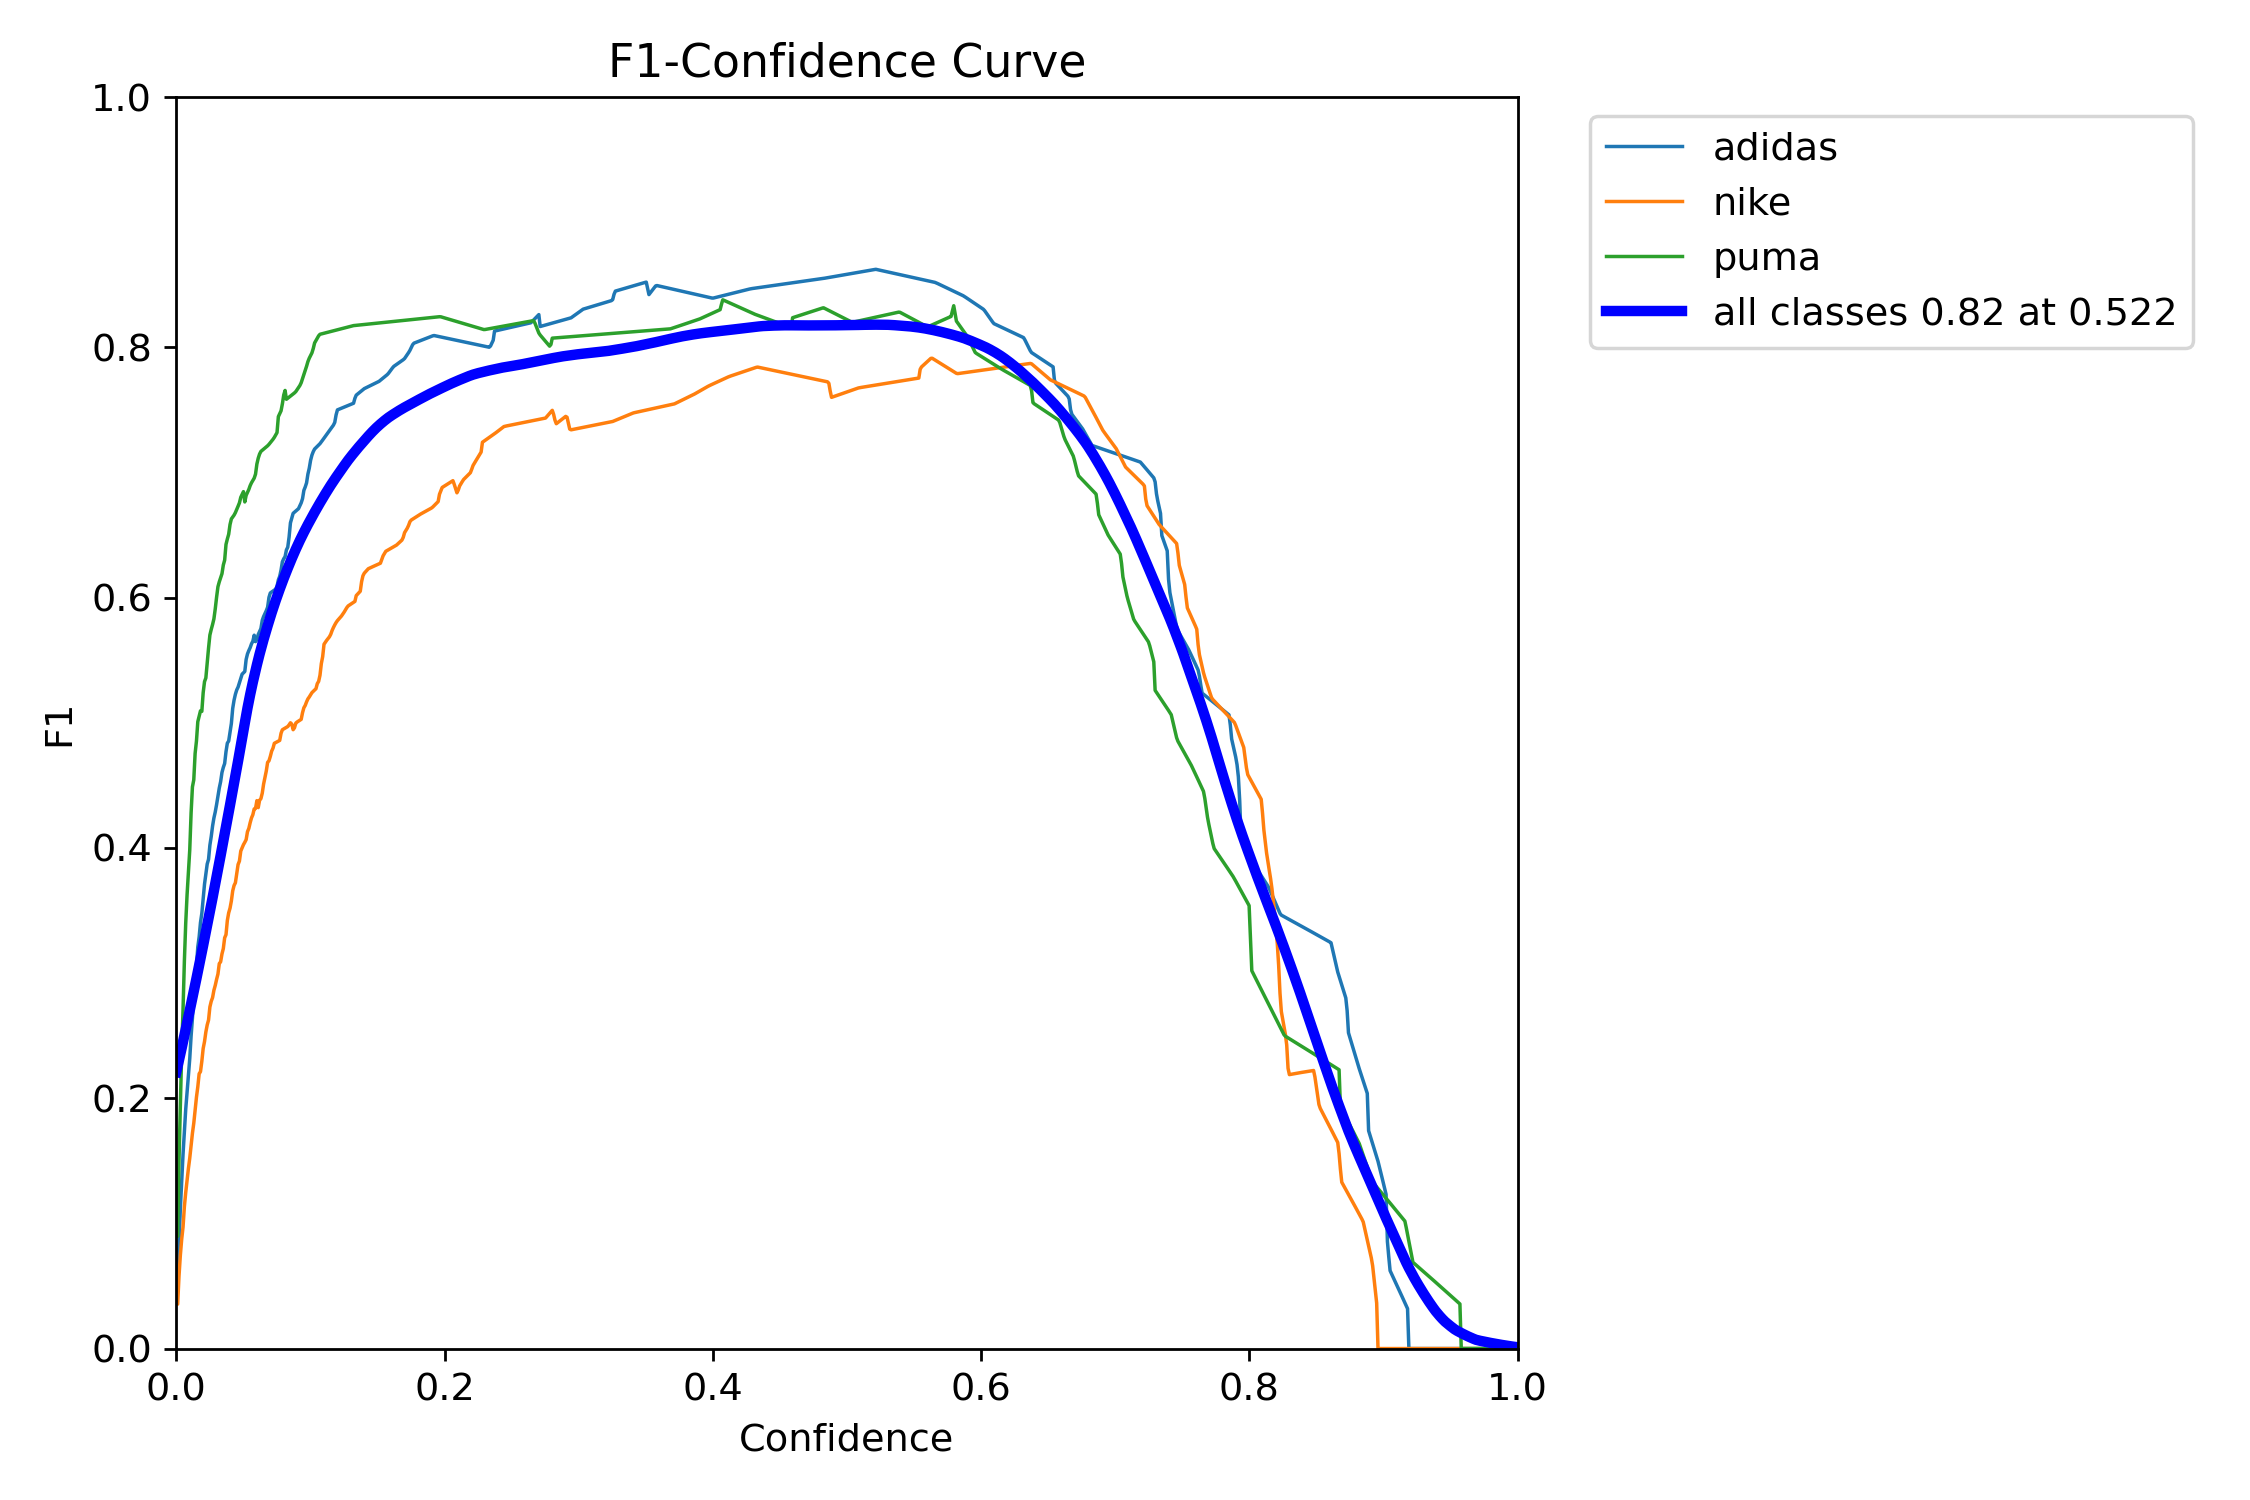 F1-Confidence Curve
1.0
0.8
0.6
0.4
0.2
0.0
F1
0.0 0.2 0.4 0.6 0.8 1.0
Confidence
adidas
nike
puma
all classes 0.82 at 0.522